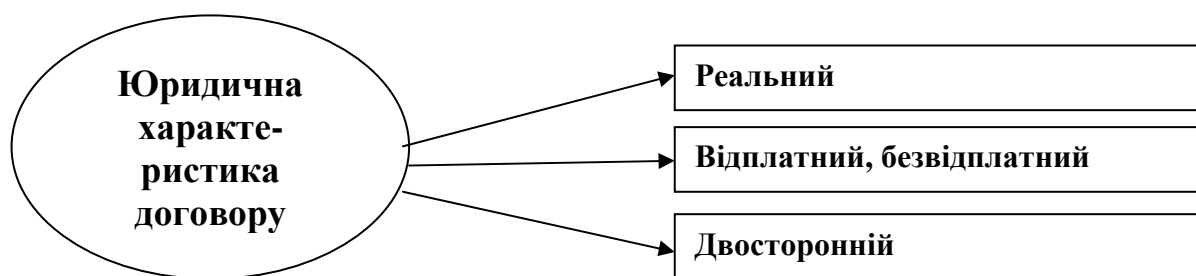 Юридична
характе-
ристика
договору
Реальний
Відплатний, безвідплатний
Двосторонній